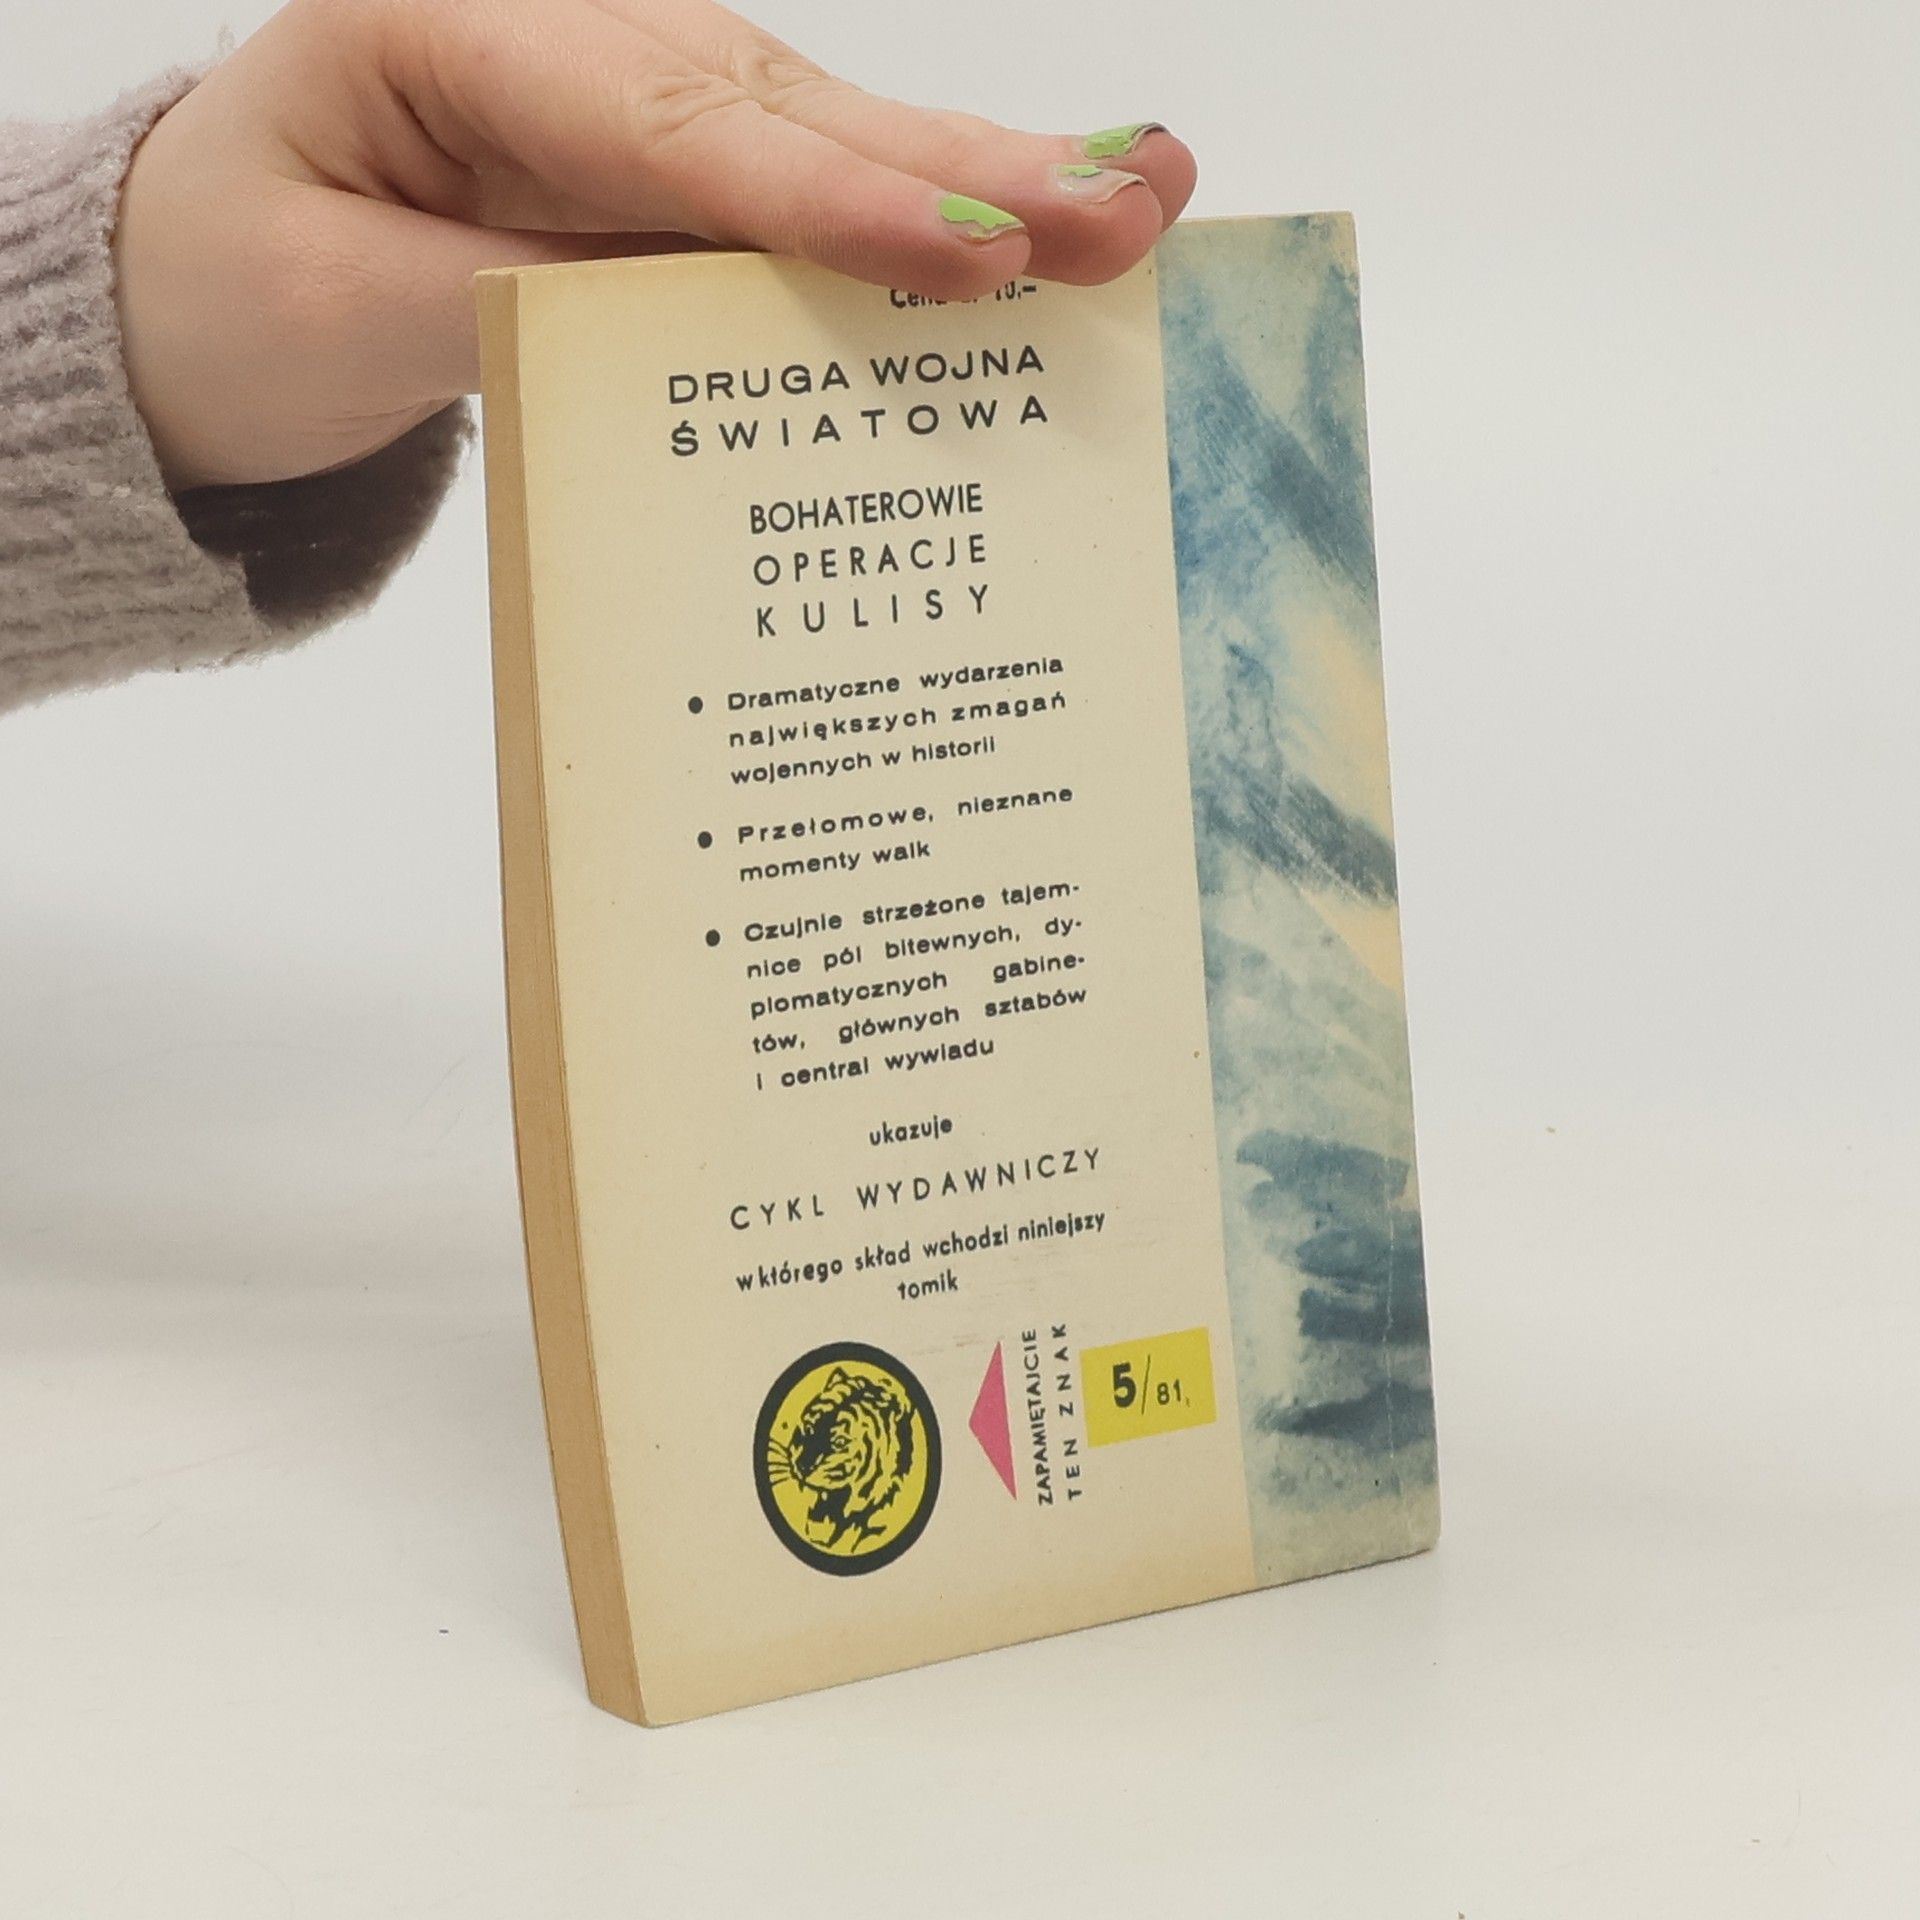 10,–
DRUGA WOJNA
ŚWIATOWA
BOHATEROWIE
OPERACJE
KULISY
● Dramatyczne wydarzenia
największych zmagań
wojennych w historii
● Przełomowe, nieznane
momenty walk
● Czujnie strzeżone tajem-
nice pól bitewnych, dy-
plomatycznych gabine-
tów, głównych sztabów
i central wywiadu
ukazuje
CYKL WYDAWNICZY
w którego skład wchodzi niniejszy
tomik
ZAPAMIĘTAJCIE
TEN ZNAK
5/81.